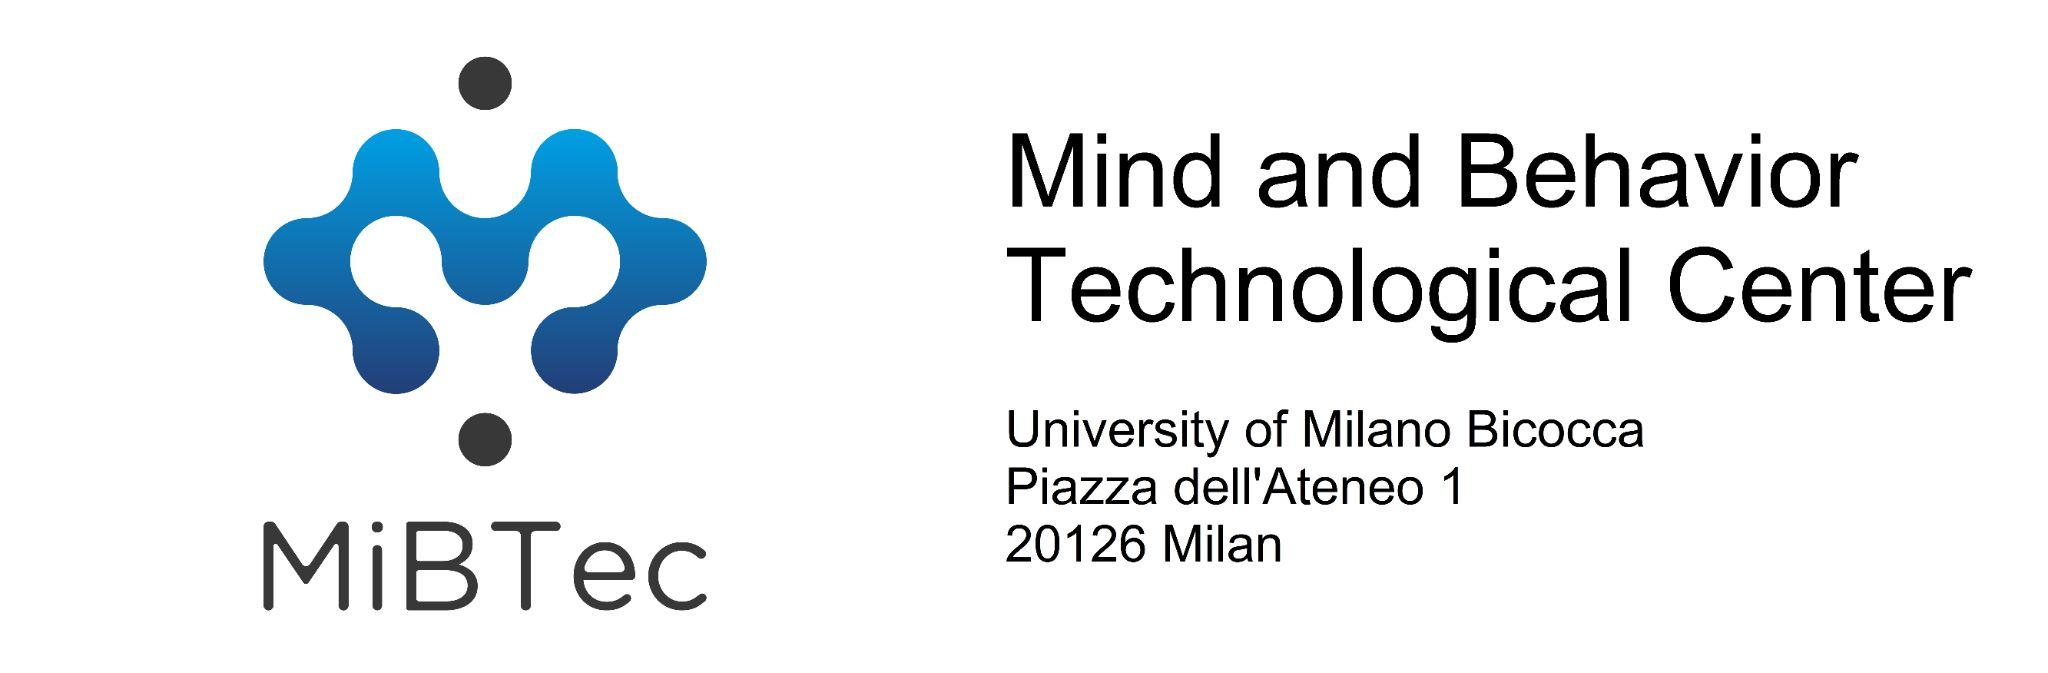 MiBTec
Mind and Behavior
Technological Center
University of Milano Bicocca
Piazza dell'Ateneo 1
20126 Milan